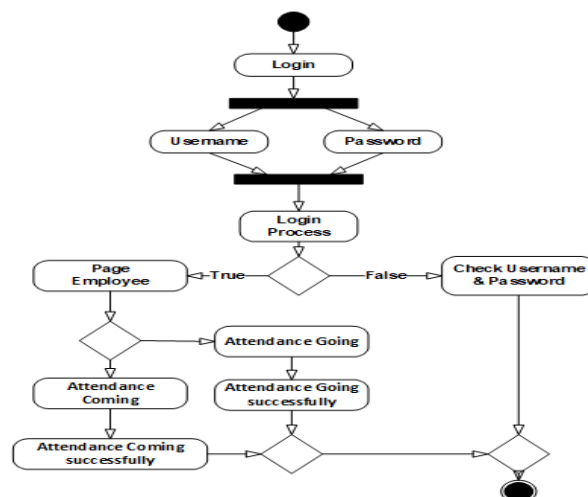 Login
Username
Password
Login
Process
True
False
Page
Employee
Check Username
& Password
Attendance Going
Attendance
Coming
Attendance Going
successfully
Attendance Coming
successfully